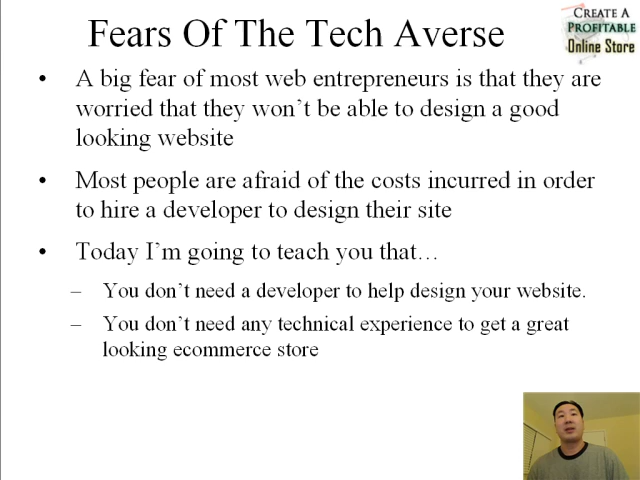 Fears Of The Tech Averse
CREATE A
PROFITABLE
Online Store
• A big fear of most web entrepreneurs is that they are
worried that they won’t be able to design a good
looking website
• Most people are afraid of the costs incurred in order
to hire a developer to design their site
• Today I’m going to teach you that…
– You don’t need a developer to help design your website.
– You don’t need any technical experience to get a great
looking ecommerce store